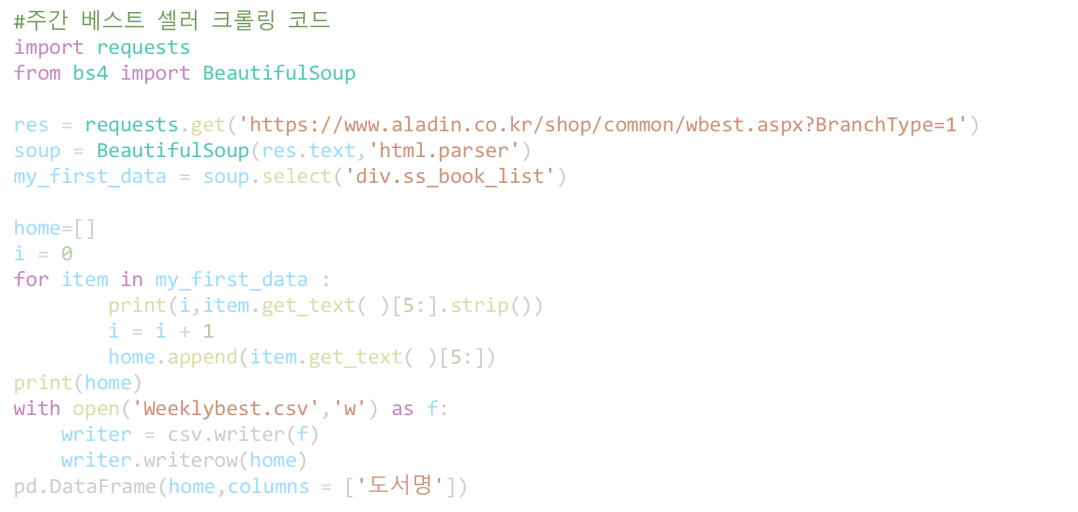 #주간 베스트 셀러 크롤링 코드
import requests
from bs4 import BeautifulSoup

res = requests.get('https://www.aladin.co.kr/shop/common/wbest.aspx?BranchType=1')
soup = BeautifulSoup(res.text,'html.parser')
my_first_data = soup.select('div.ss_book_list')

home=[]
i = 0
for item in my_first_data :
        print(i,item.get_text( )[5:].strip())
        i = i + 1
        home.append(item.get_text( )[5:])
print(home)
with open('Weeklybest.csv','w') as f:
    writer = csv.writer(f)
    writer.writerow(home)
pd.DataFrame(home,columns = ['도서명'])